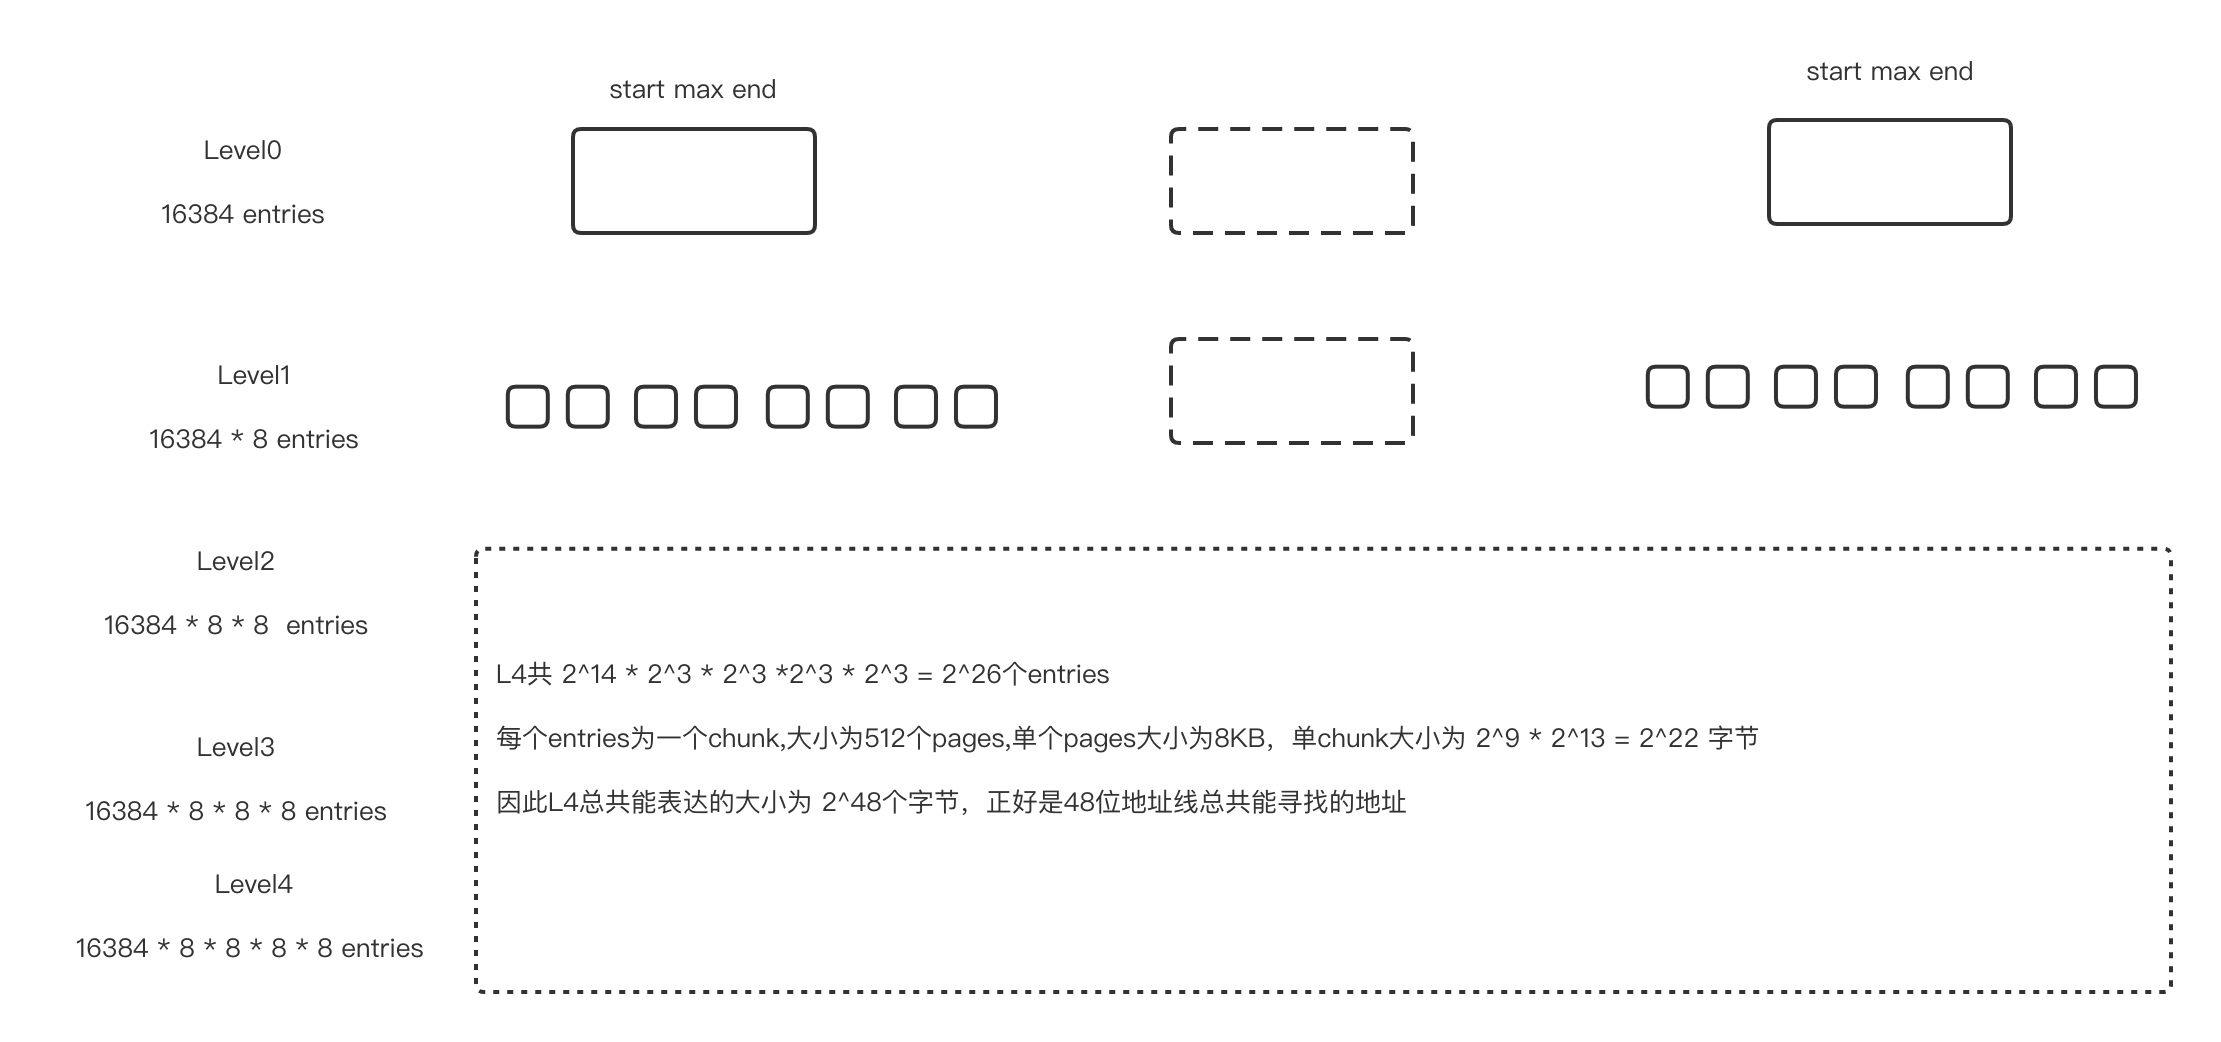 start max end
start max end
Level0
16384 entries
Level1
16384 * 8 entries
Level2
16384 * 8 * 8  entries
L4共 2^14 * 2^3 * 2^3 *2^3 * 2^3 = 2^26个entries
每个entries为一个chunk,大小为512个pages,单个pages大小为8KB，单chunk大小为 2^9 * 2^13 = 2^22 字节
因此L4总共能表达的大小为 2^48个字节，正好是48位地址线总共能寻找的地址
Level3
16384 * 8 * 8 * 8 entries
Level4
16384 * 8 * 8 * 8 * 8 entries